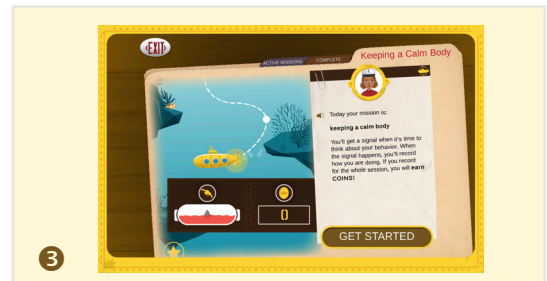 EXIT
ACTIVE MISSIONS
COMPLETE
Keeping a Calm Body
Today your mission is:
keeping a calm body
You'll get a signal when it's time to
think about your behavior. When
the signal happens, you'll record
how you are doing. If you record
for the whole session, you will earn
COINS!
0
GET STARTED
3